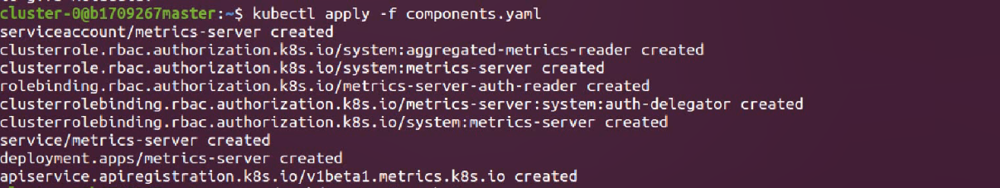 cluster-0@b1709267master:~$ kubectl apply -f components.yaml
serviceaccount/metrics-server created
clusterrole.rbac.authorization.k8s.io/system:aggregated-metrics-reader created
clusterrole.rbac.authorization.k8s.io/system:metrics-server created
rolebinding.rbac.authorization.k8s.io/metrics-server-auth-reader created
clusterrolebinding.rbac.authorization.k8s.io/metrics-server:system:auth-delegator created
clusterrolebinding.rbac.authorization.k8s.io/system:metrics-server created
service/metrics-server created
deployment.apps/metrics-server created
apiservice.apiregistration.k8s.io/v1beta1.metrics.k8s.io created